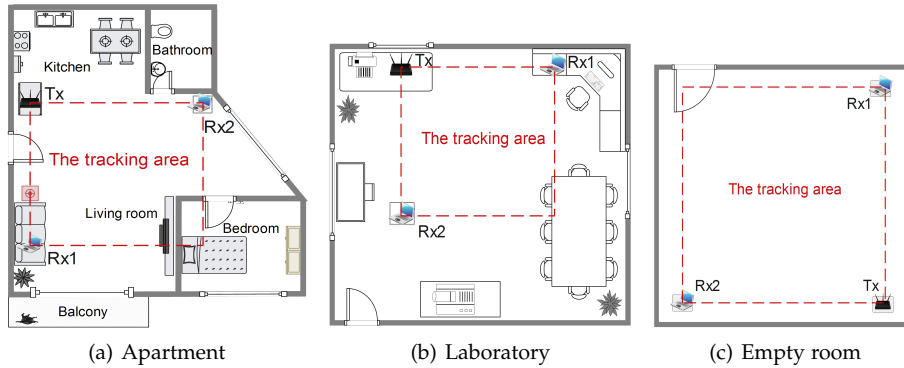 Kitchen
Bathroom
Tx
Rx2
The tracking area
Living room
Bedroom
Rx1
Balcony
(a) Apartment
Tx
Rx1
The tracking area
Rx2
(b) Laboratory
Rx1
The tracking area
Rx2
Tx
(c) Empty room